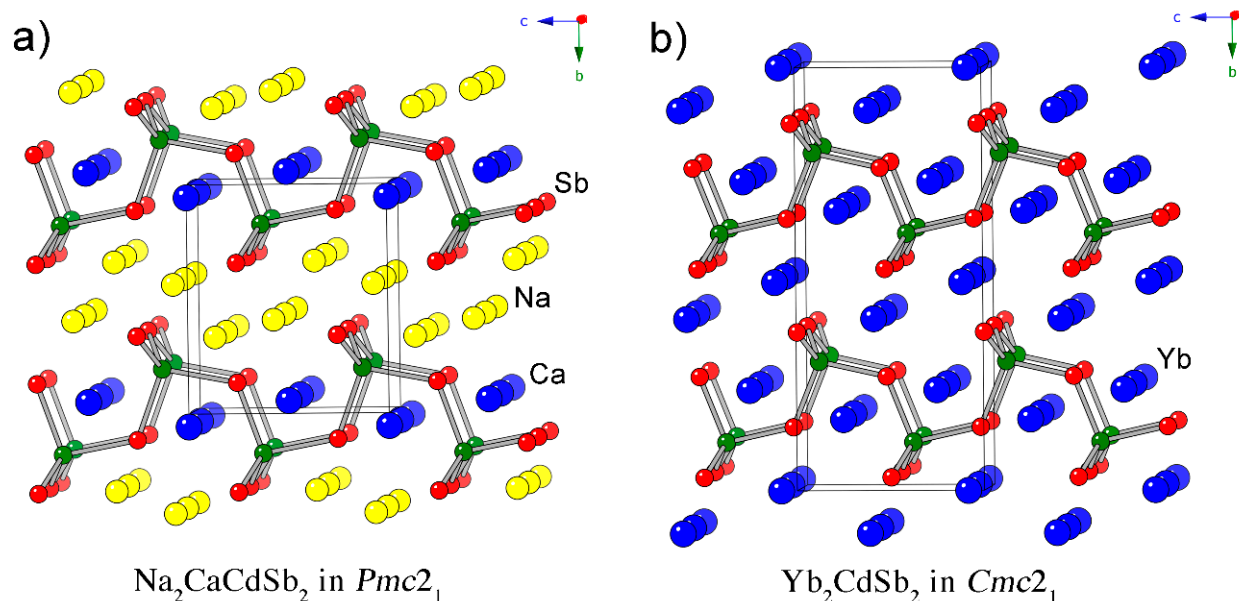 a)
c
b
Sb
Na
Ca
Na₂CaCdSb₂ in Pmc2₁
b)
c
b
Yb
Yb₂CdSb₂ in Cmc2₁